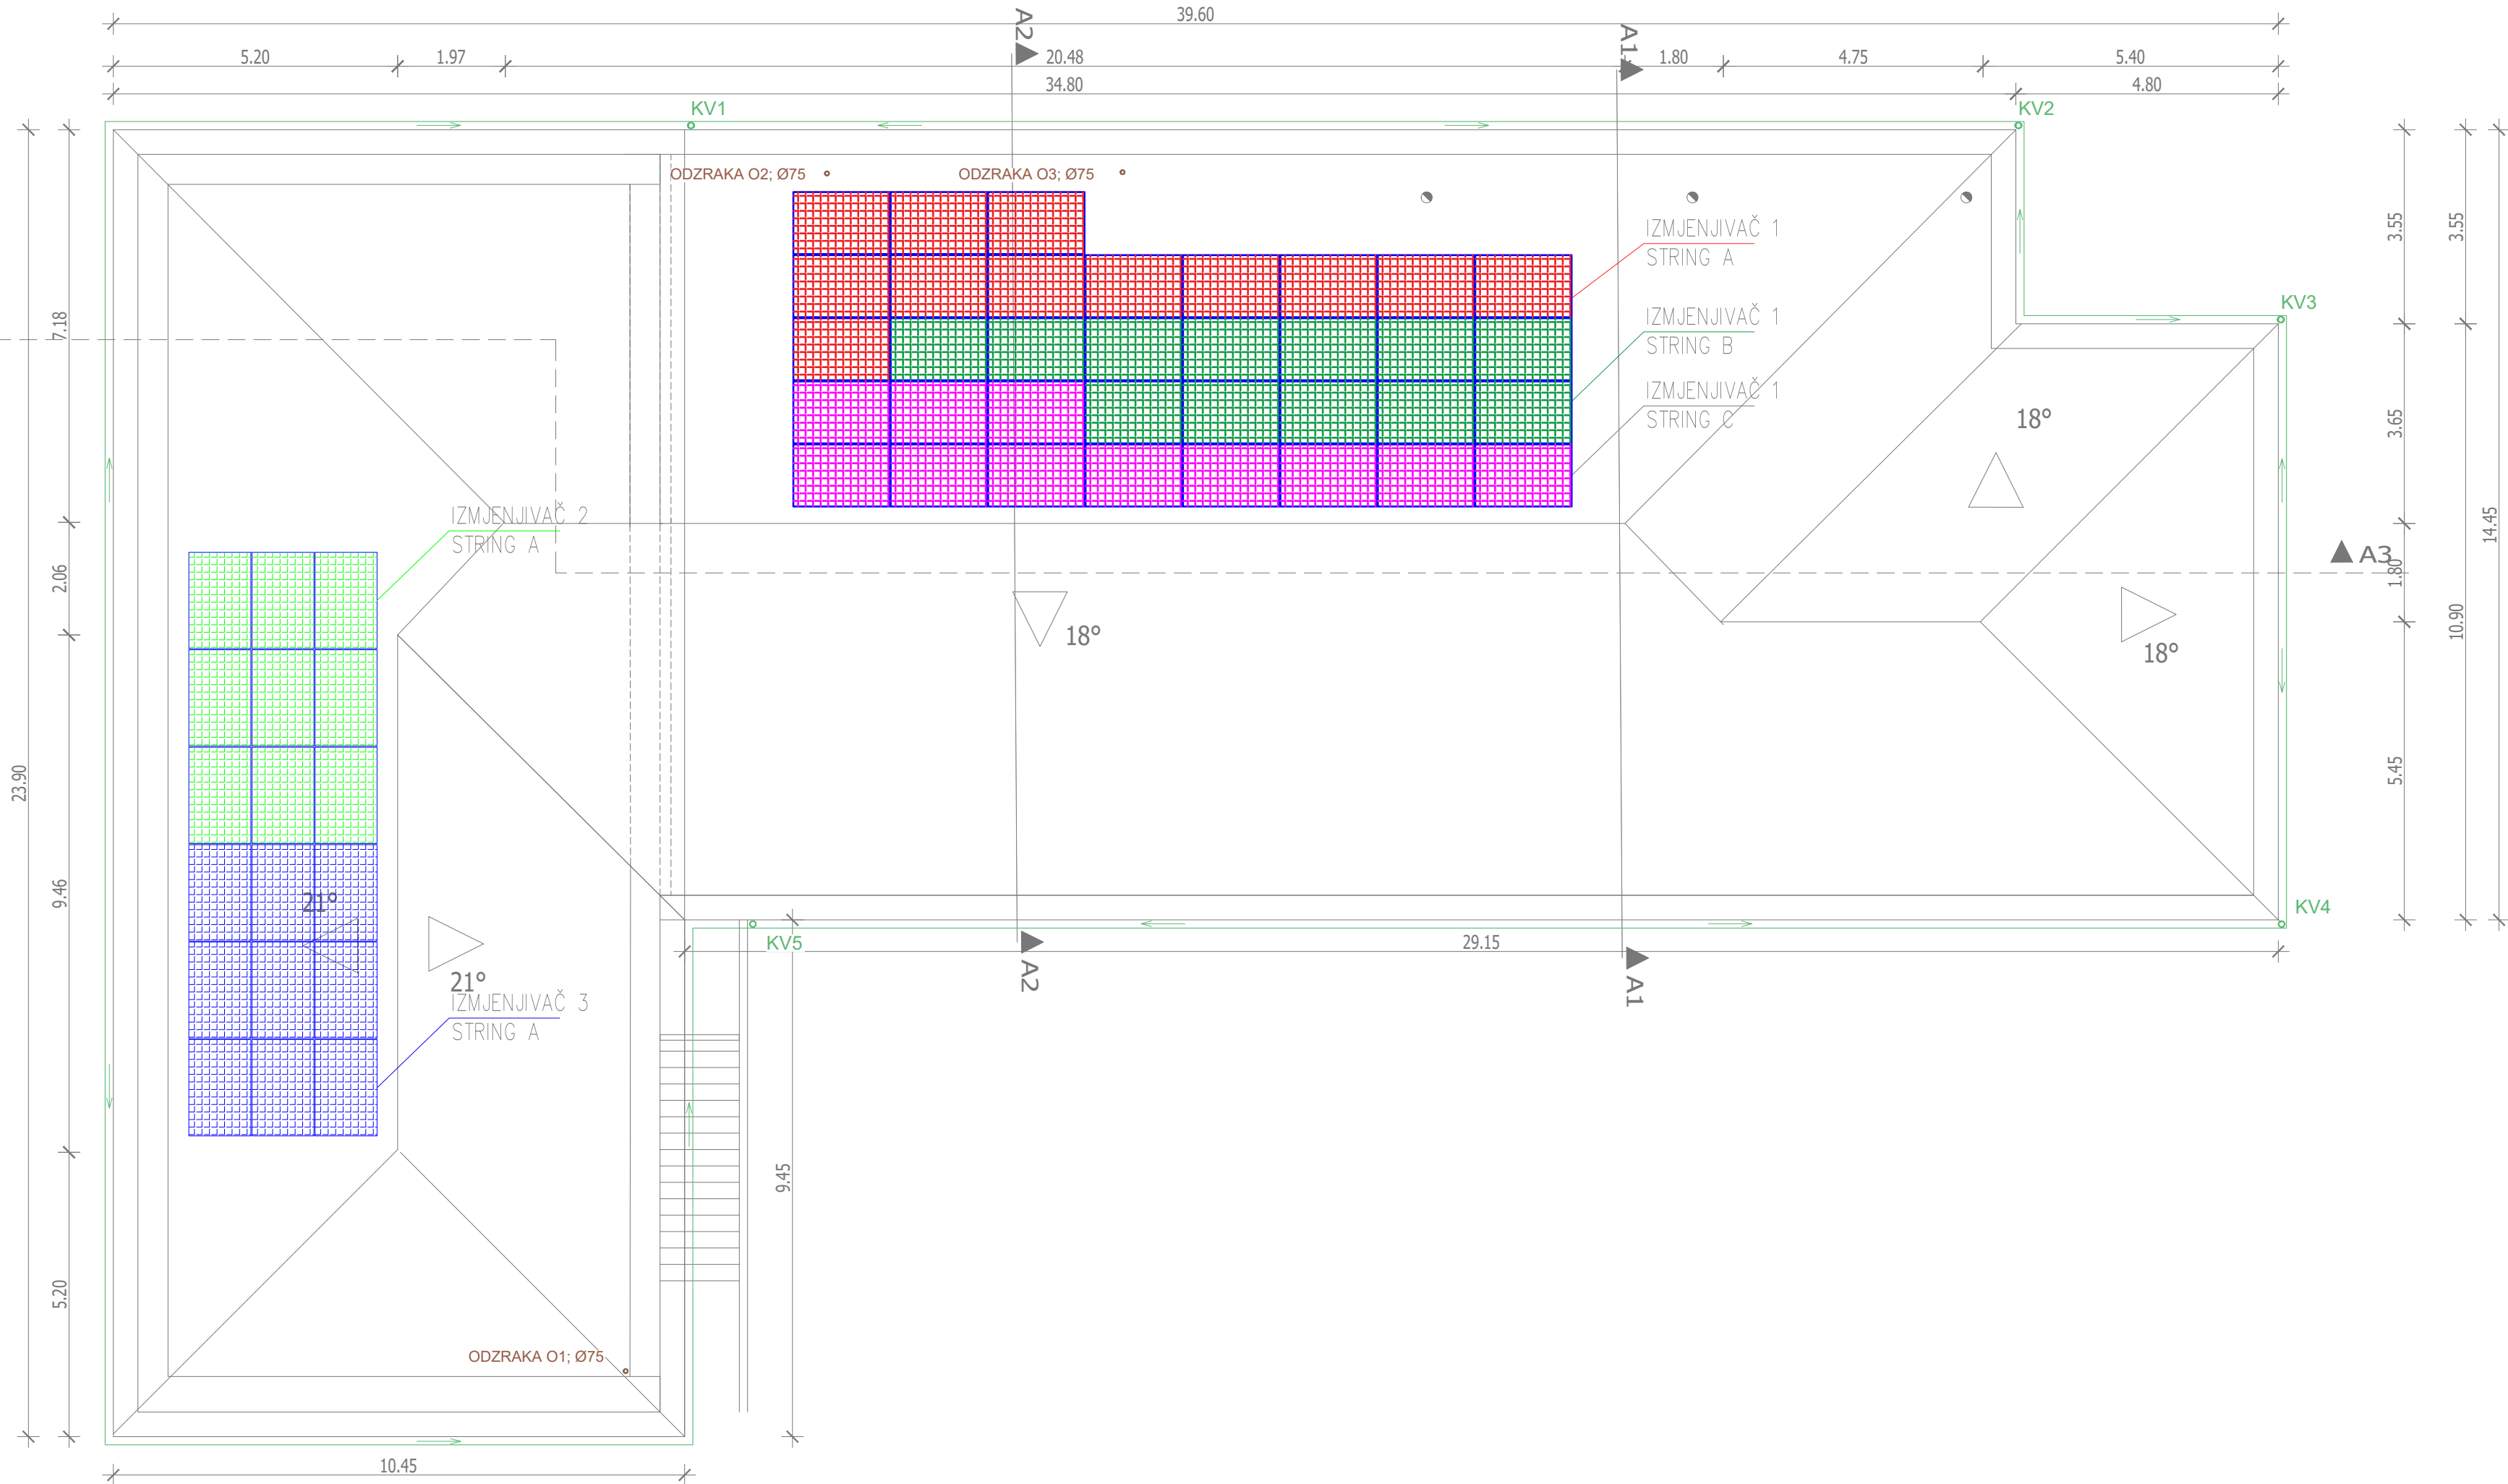 39.60
A2
A1
5.20
1.97
20.48
1.80
4.75
5.40
34.80
4.80
KV1
KV2
ODZRAKA O2; Ø75
ODZRAKA O3; Ø75
IZMJENJIVAČ 1
STRING A
3.55
3.55
KV3
7.18
IZMJENJIVAČ 1
STRING B
IZMJENJIVAČ 1
STRING C
18°
3.65
14.45
IZMJENJIVAČ 2
STRING A
A3
2.06
1.80
18°
18°
10.90
23.90
5.45
9.46
21°
21°
KV4
KV5
29.15
A2
A1
IZMJENJIVAČ 3
STRING A
9.45
5.20
ODZRAKA O1; Ø75
10.45